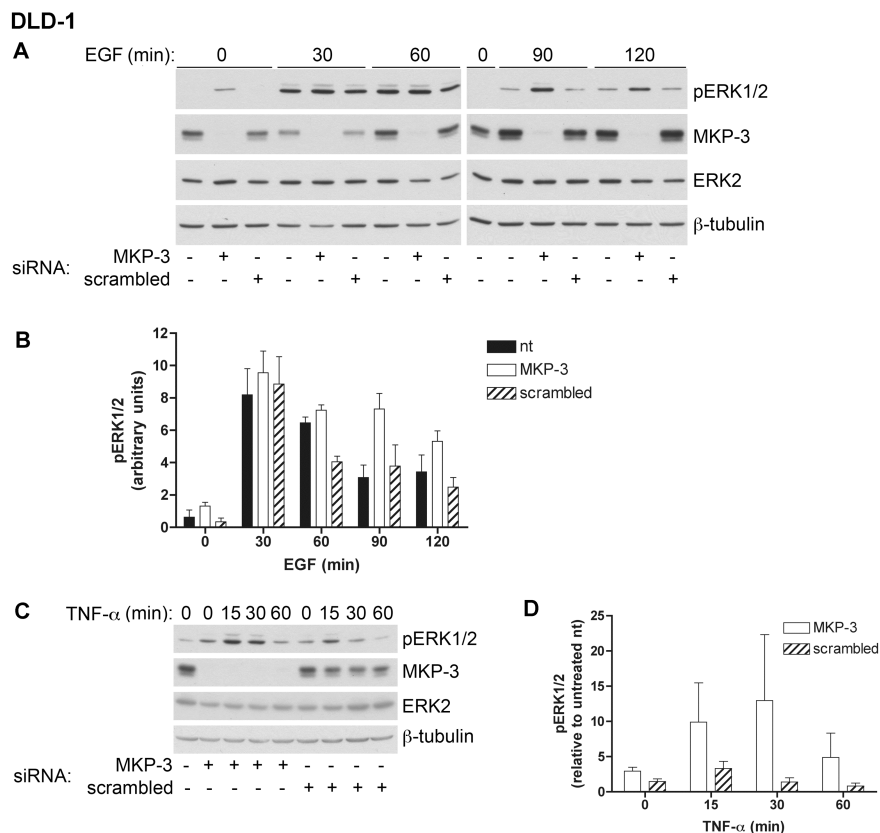 DLD-1
A
EGF (min): 0 30 60 0 90 120
pERK1/2
MKP-3
ERK2
β-tubulin
siRNA:
MKP-3 - + - - + - - + - - - + - - + -
scrambled - - + - - + - - + - - - + - - +
B
pERK1/2
(arbitrary units)
12
10
8
6
4
2
0
0 30 60 90 120
EGF (min)
nt
MKP-3
scrambled
C
TNF-α (min): 0 0 15 30 60 0 15 30 60
pERK1/2
MKP-3
ERK2
β-tubulin
siRNA:
MKP-3 - + + + + - - - -
scrambled - - - - - + + + +
D
pERK1/2
(relative to untreated nt)
25
20
15
10
5
0
0 15 30 60
TNF-α (min)
MKP-3
scrambled